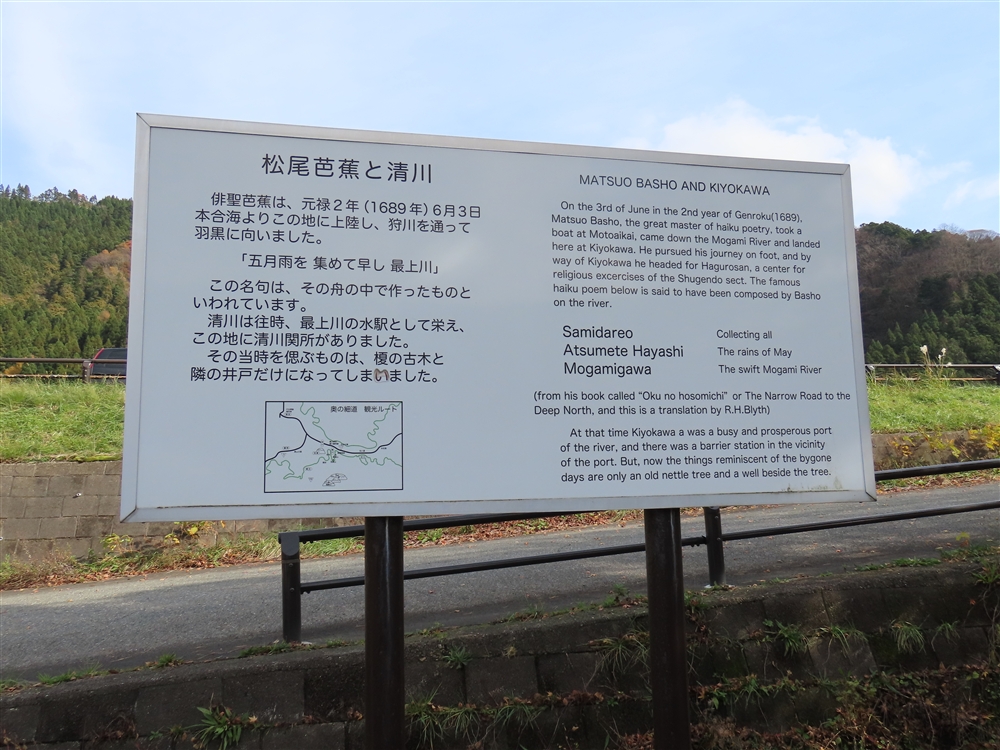 松尾芭蕉と清川
俳聖芭蕉は、元禄2年(1689年)6月3日
本合海よりこの地に上陸し、狩川を通って
羽黒に向いました。
「五月雨を 集めて早し 最上川」
この名句は、その舟の中で作ったものと
いわれています。
清川は往時、最上川の水駅として栄え、
この地に清川関所がありました。
その当時を偲ぶものは、榎の古木と
隣の井戸だけになってしまいました。
奥の細道 観光ルート
MATSUO BASHO AND KIYOKAWA
On the 3rd of June in the 2nd year of Genroku(1689),
Matsuo Basho, the great master of haiku poetry, took a
boat at Motoaikai, came down the Mogami River and landed
here at Kiyokawa. He pursued his journey on foot, and by
way of Kiyokawa he headed for Hagurosan, a center for
religious excercises of the Shugendo sect. The famous
haiku poem below is said to have been composed by Basho
on the river.
Samidareo Collecting all
Atsumete Hayashi The rains of May
Mogamigawa The swift Mogami River
(from his book called "Oku no hosomichi" or The Narrow Road to the
Deep North, and this is a translation by R.H.Blyth)
At that time Kiyokawa a was a busy and prosperous port
of the river, and there was a barrier station in the vicinity
of the port. But, now the things reminiscent of the bygone
days are only an old nettle tree and a well beside the tree.